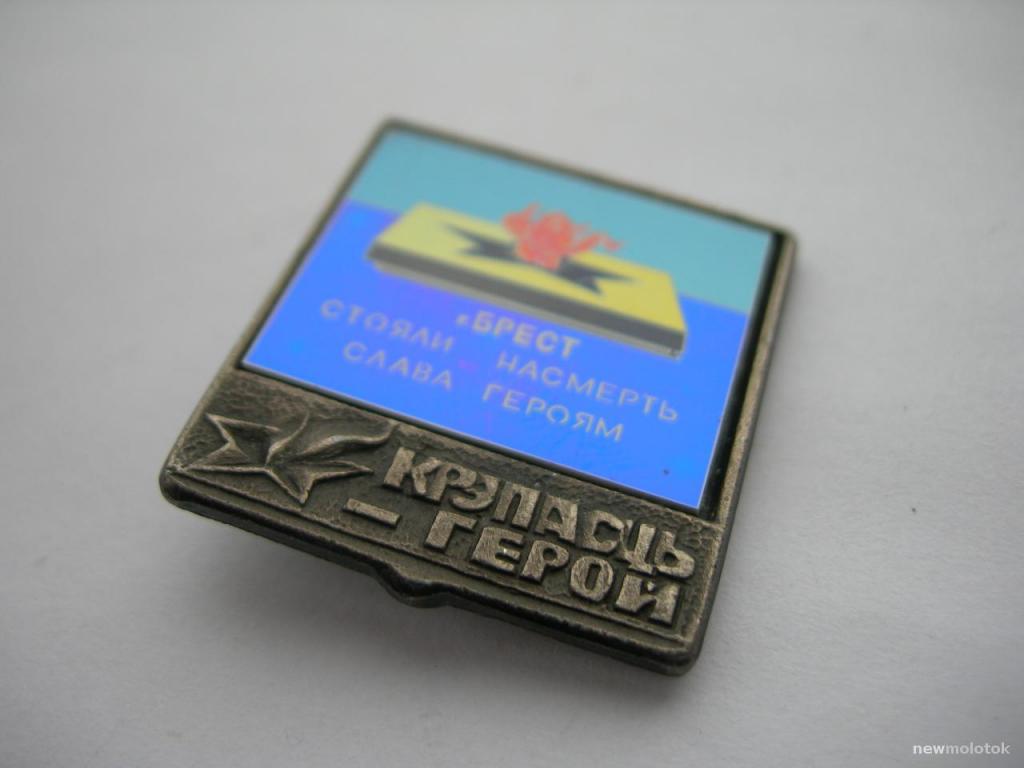 г.БРЕСТ
СТОЯЛИ НАСМЕРТЬ
СЛАВА ГЕРОЯМ
КРЭПАСЦЬ
-ГЕРОЙ
newmolotok